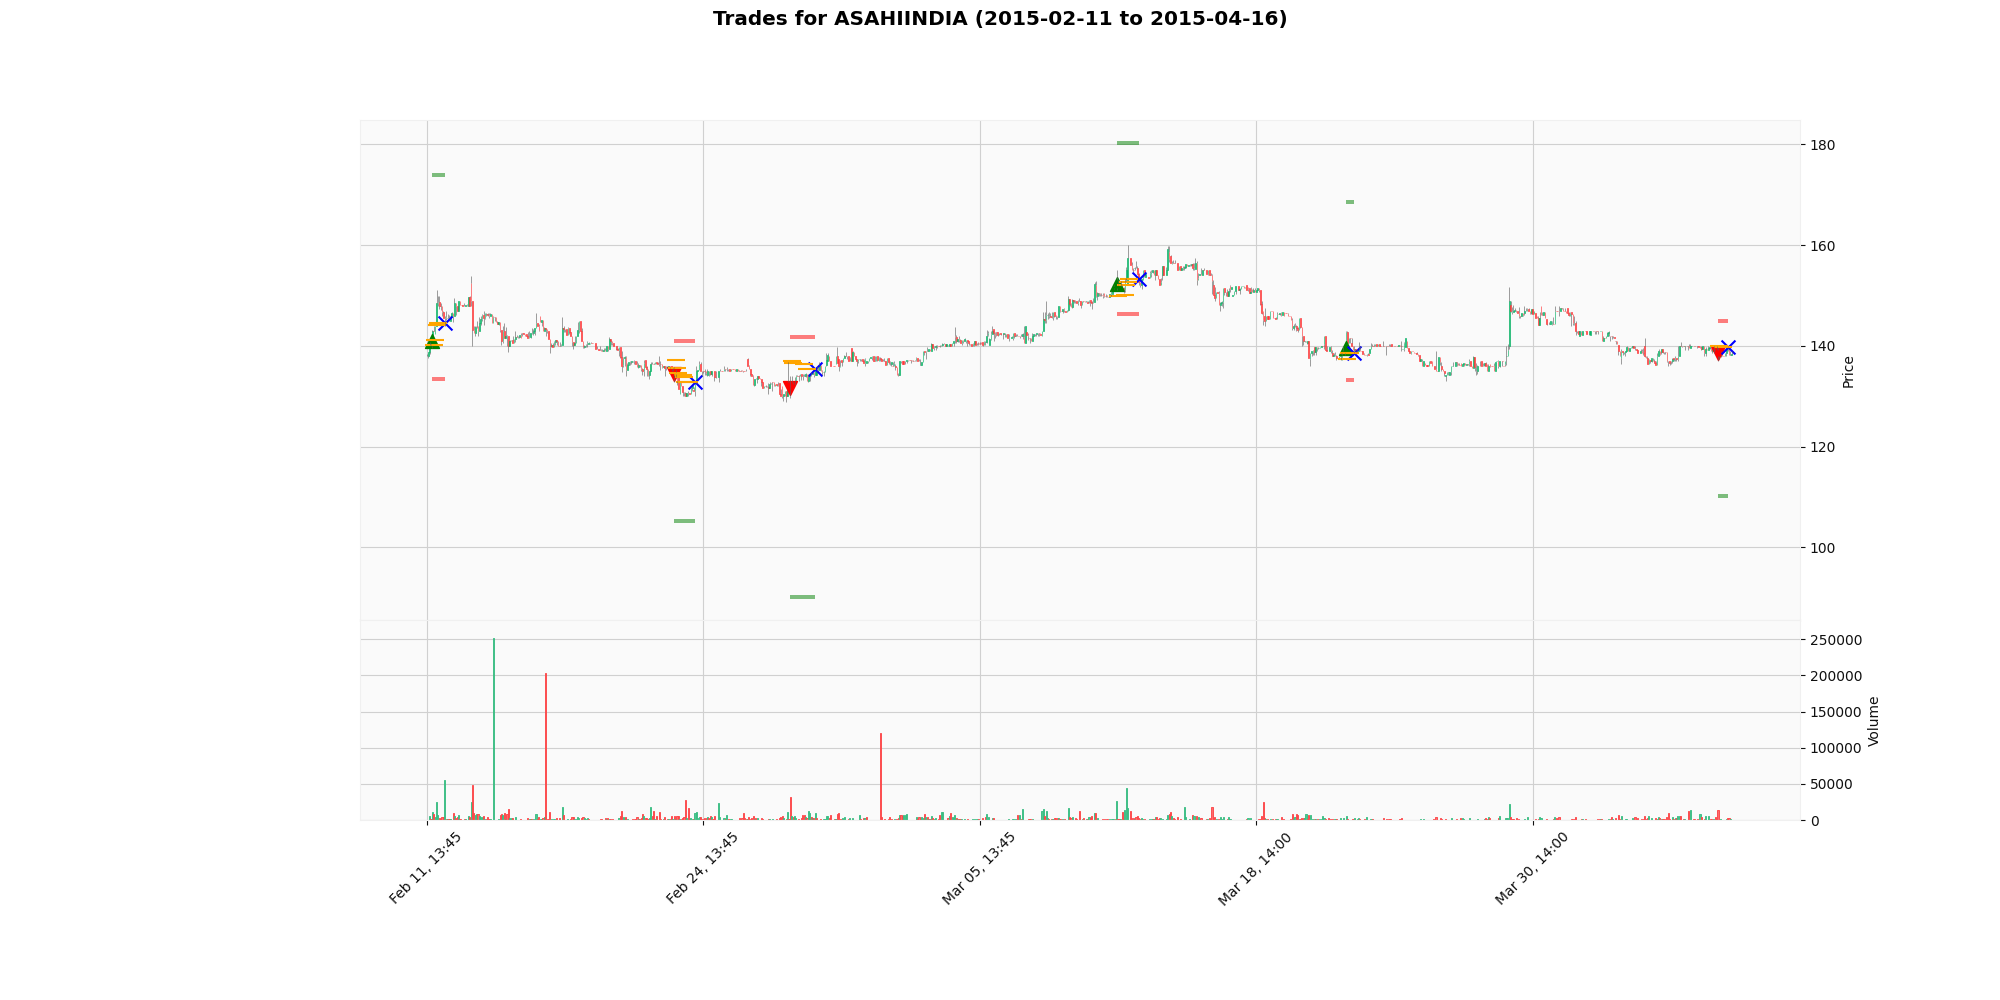 Trades for ASAHIINDIA (2015-02-11 to 2015-04-16)
180
160
140
120
100
Price
250000
200000
150000
100000
50000
0
Volume
Feb 11, 13:45
Feb 24, 13:45
Mar 05, 13:45
Mar 18, 14:00
Mar 30, 14:00